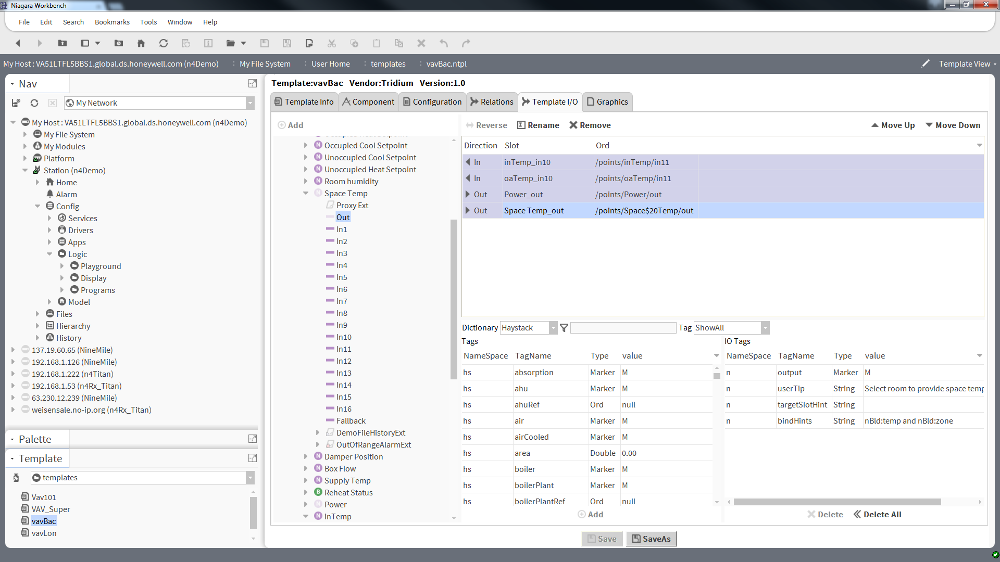 Niagara Workbench
File Edit Search Bookmarks Tools Window Help
My Host : VA51LTFL5BBS1.global.ds.honeywell.com (n4Demo) : My File System : User Home : templates : vavBac.ntpl Template View
Nav
My Network
My Host : VA51LTFL5BBS1.global.ds.honeywell.com (n4Demo)
My File System
My Modules
Platform
Station (n4Demo)
Home
Alarm
Config
Services
Drivers
Apps
Logic
Playground
Display
Programs
Model
Files
Hierarchy
History
137.19.60.65 (NineMile)
192.168.1.126 (NineMile)
192.168.1.222 (n4Titan)
192.168.1.53 (n4Rx_Titan)
63.230.12.239 (NineMile)
weisensale.no-ip.org (n4Rx_Titan)
Palette
Template
templates
Vav101
VAV_Super
vavBac
vavLon
Template:vavBac Vendor:Tridium Version:1.0
Template Info Component Configuration Relations Template I/O Graphics
Add
Occupied Cool Setpoint
Unoccupied Cool Setpoint
Unoccupied Heat Setpoint
Room humidity
Space Temp
Proxy Ext
Out
In1
In2
In3
In4
In5
In6
In7
In8
In9
In10
In11
In12
In13
In14
In15
In16
Fallback
DemoFileHistoryExt
OutOfRangeAlarmExt
Damper Position
Box Flow
Supply Temp
Reheat Status
Power
inTemp
Reverse Rename Remove Move Up Move Down
Direction Slot Ord
In inTemp_in10 /points/inTemp/in11
In oaTemp_in10 /points/oaTemp/in11
Out Power_out /points/Power/out
Out Space Temp_out /points/Space$20Temp/out
Dictionary Haystack Tag ShowAll
Tags
NameSpace TagName Type value
hs absorption Marker M
hs ahu Marker M
hs ahuRef Ord null
hs air Marker M
hs airCooled Marker M
hs area Double 0.00
hs boiler Marker M
hs boilerPlant Marker M
hs boilerPlantRef Ord null
Add
IO Tags
NameSpace TagName Type value
n output Marker M
n userTip String Select room to provide space temp
n targetSlotHint String
n bindHints String nBld:temp and nBld:zone
Delete Delete All
Save SaveAs